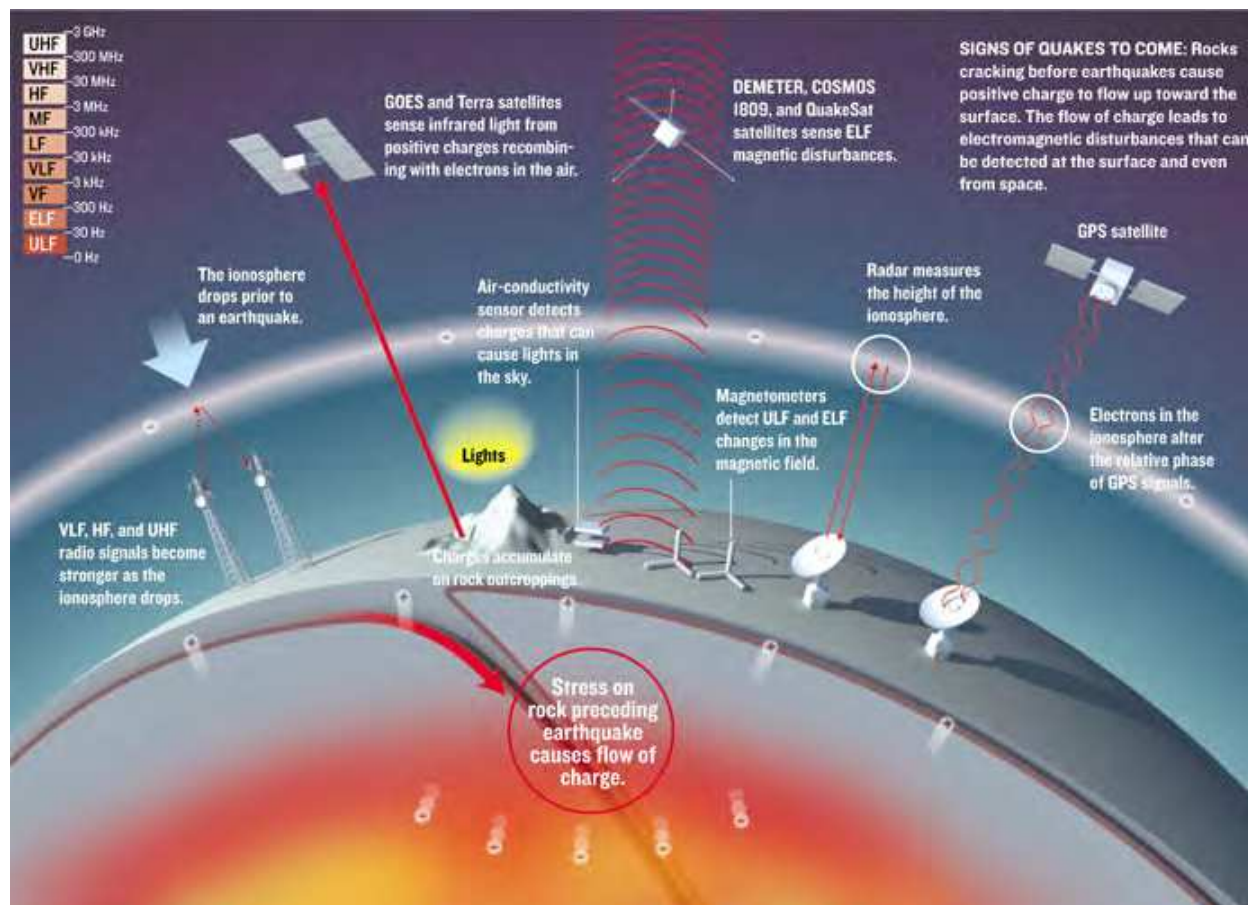 3 GHz
UHF
300 MHz
VHF
30 MHz
HF
3 MHz
MF
300 kHz
LF
30 kHz
VLF
3 kHz
VF
300 Hz
ELF
30 Hz
ULF
0 Hz
GOES and Terra satellites
sense infrared light from
positive charges recombin-
ing with electrons in the air.
DEMETER, COSMOS
1809, and QuakeSat
satellites sense ELF
magnetic disturbances.
SIGNS OF QUAKES TO COME: Rocks
cracking before earthquakes cause
positive charge to flow up toward the
surface. The flow of charge leads to
electromagnetic disturbances that can
be detected at the surface and even
from space.
GPS satellite
The ionosphere
drops prior to
an earthquake.
Air-conductivity
sensor detects
charges that can
cause lights in
the sky.
Radar measures
the height of the
ionosphere.
Magnetometers
detect ULF and ELF
changes in the
magnetic field.
Electrons in the
ionosphere alter
the relative phase
of GPS signals.
Lights
VLF, HF, and UHF
radio signals become
stronger as the
ionosphere drops.
Charges accumulate
on rock outcroppings
Stress on
rock preceding
earthquake
causes flow of
charge.